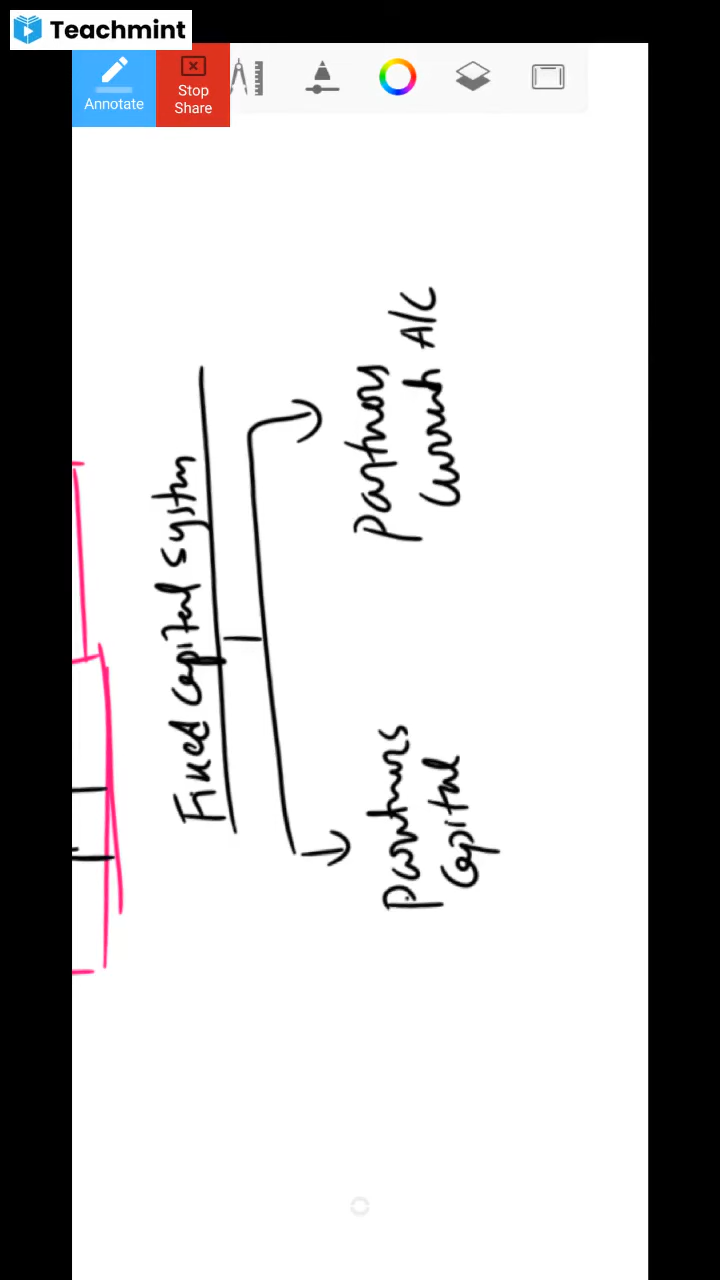 Teachmint
Annotate
Stop
Share
Fixed Capital System
Partners
Capital
Partners
Current A/C